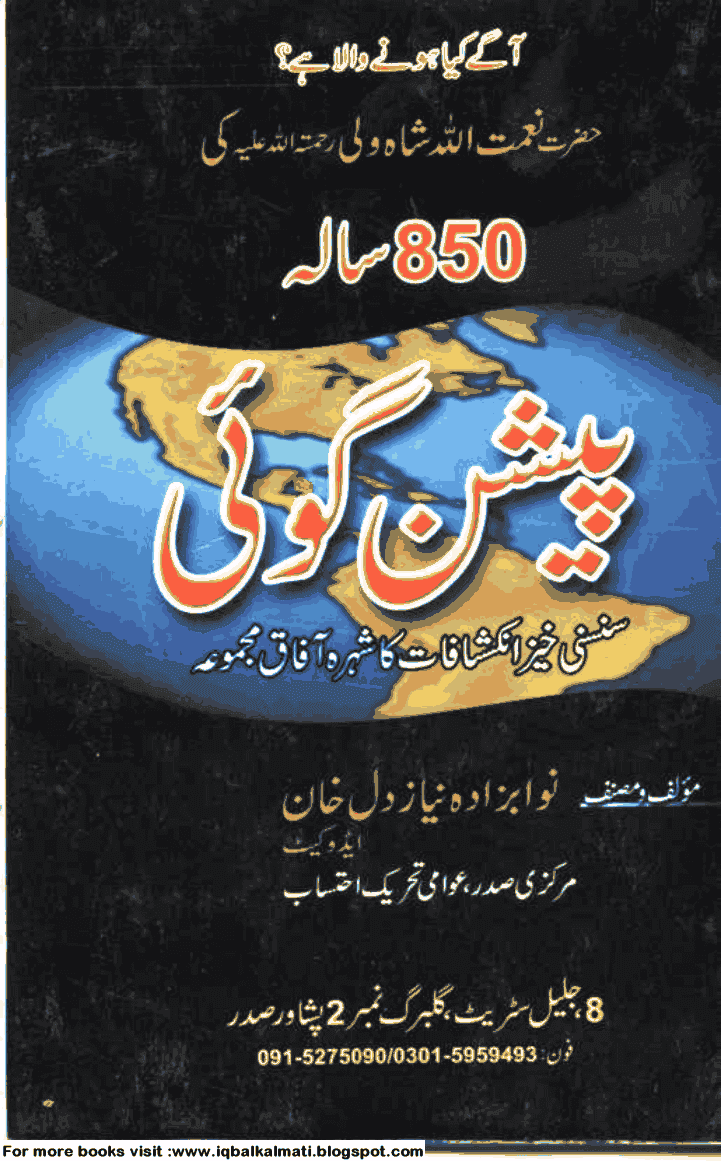 آگے کیا ہونے والا ہے؟
حضرت نعمت اللہ شاہ ولی رحمتہ اللہ علیہ کی
850 سالہ
پیشن گوئی
سنسنی خیز انکشافات کا شہرہ آفاق مجموعہ
مؤلف و مصنف نوابزادہ نیاز دل خان
ایڈوکیٹ
مرکزی صدر، عوامی تحریک احتساب
8، جلیل سٹریٹ، گلبرگ نمبر 2 پشاور صدر
فون: 091-5275090/0301-5959493
For more books visit :www.iqbalkalmati.blogspot.com